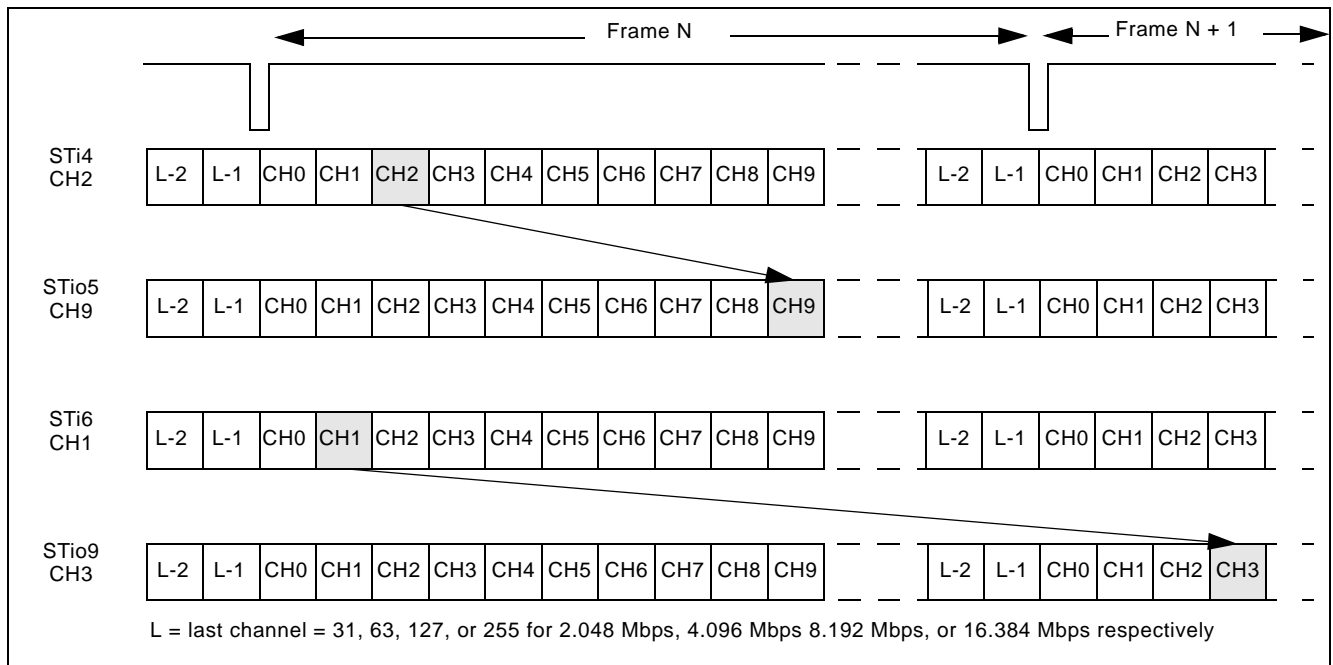 Frame N
Frame N + 1
STi4
CH2
L-2 L-1 CH0 CH1 CH2 CH3 CH4 CH5 CH6 CH7 CH8 CH9 L-2 L-1 CH0 CH1 CH2 CH3
STio5
CH9
L-2 L-1 CH0 CH1 CH2 CH3 CH4 CH5 CH6 CH7 CH8 CH9 L-2 L-1 CH0 CH1 CH2 CH3
STi6
CH1
L-2 L-1 CH0 CH1 CH2 CH3 CH4 CH5 CH6 CH7 CH8 CH9 L-2 L-1 CH0 CH1 CH2 CH3
STio9
CH3
L-2 L-1 CH0 CH1 CH2 CH3 CH4 CH5 CH6 CH7 CH8 CH9 L-2 L-1 CH0 CH1 CH2 CH3
L = last channel = 31, 63, 127, or 255 for 2.048 Mbps, 4.096 Mbps 8.192 Mbps, or 16.384 Mbps respectively